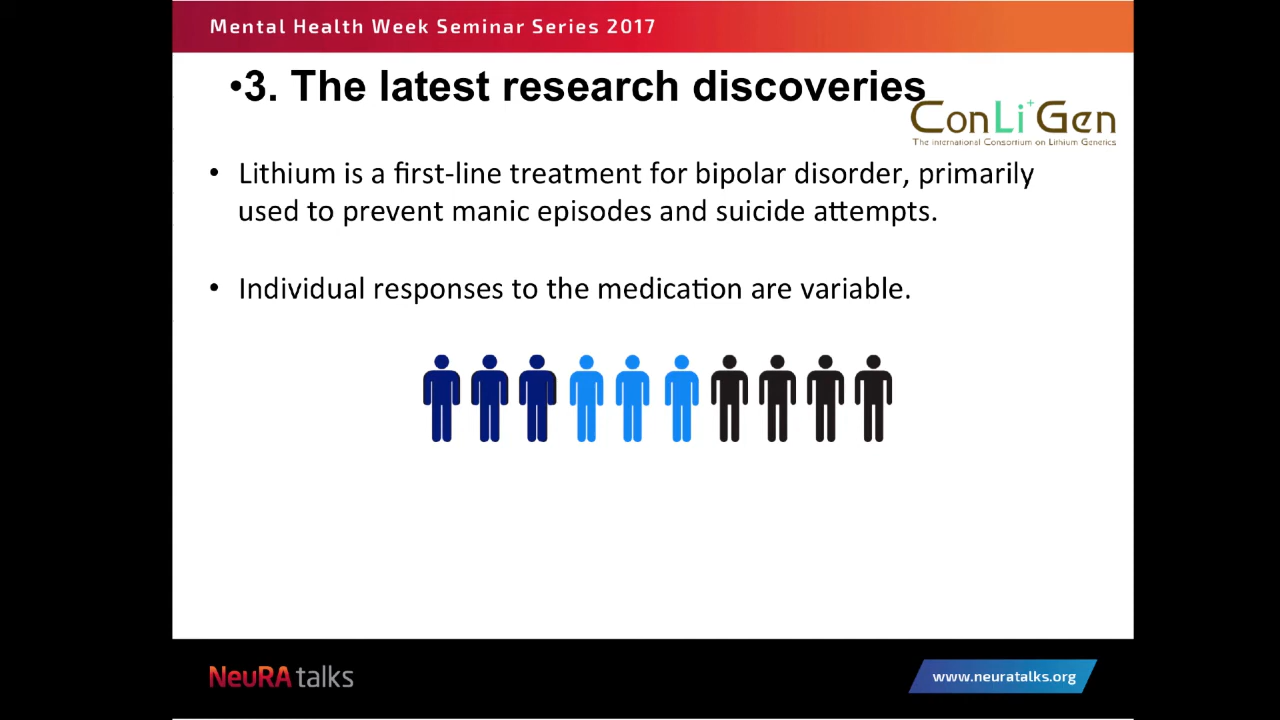 Mental Health Week Seminar Series 2017
•3. The latest research discoveries
ConLi+Gen
The International Consortium on Lithium Genetics
• Lithium is a first-line treatment for bipolar disorder, primarily
used to prevent manic episodes and suicide attempts.
• Individual responses to the medication are variable.
NeuRA talks
www.neuratalks.org